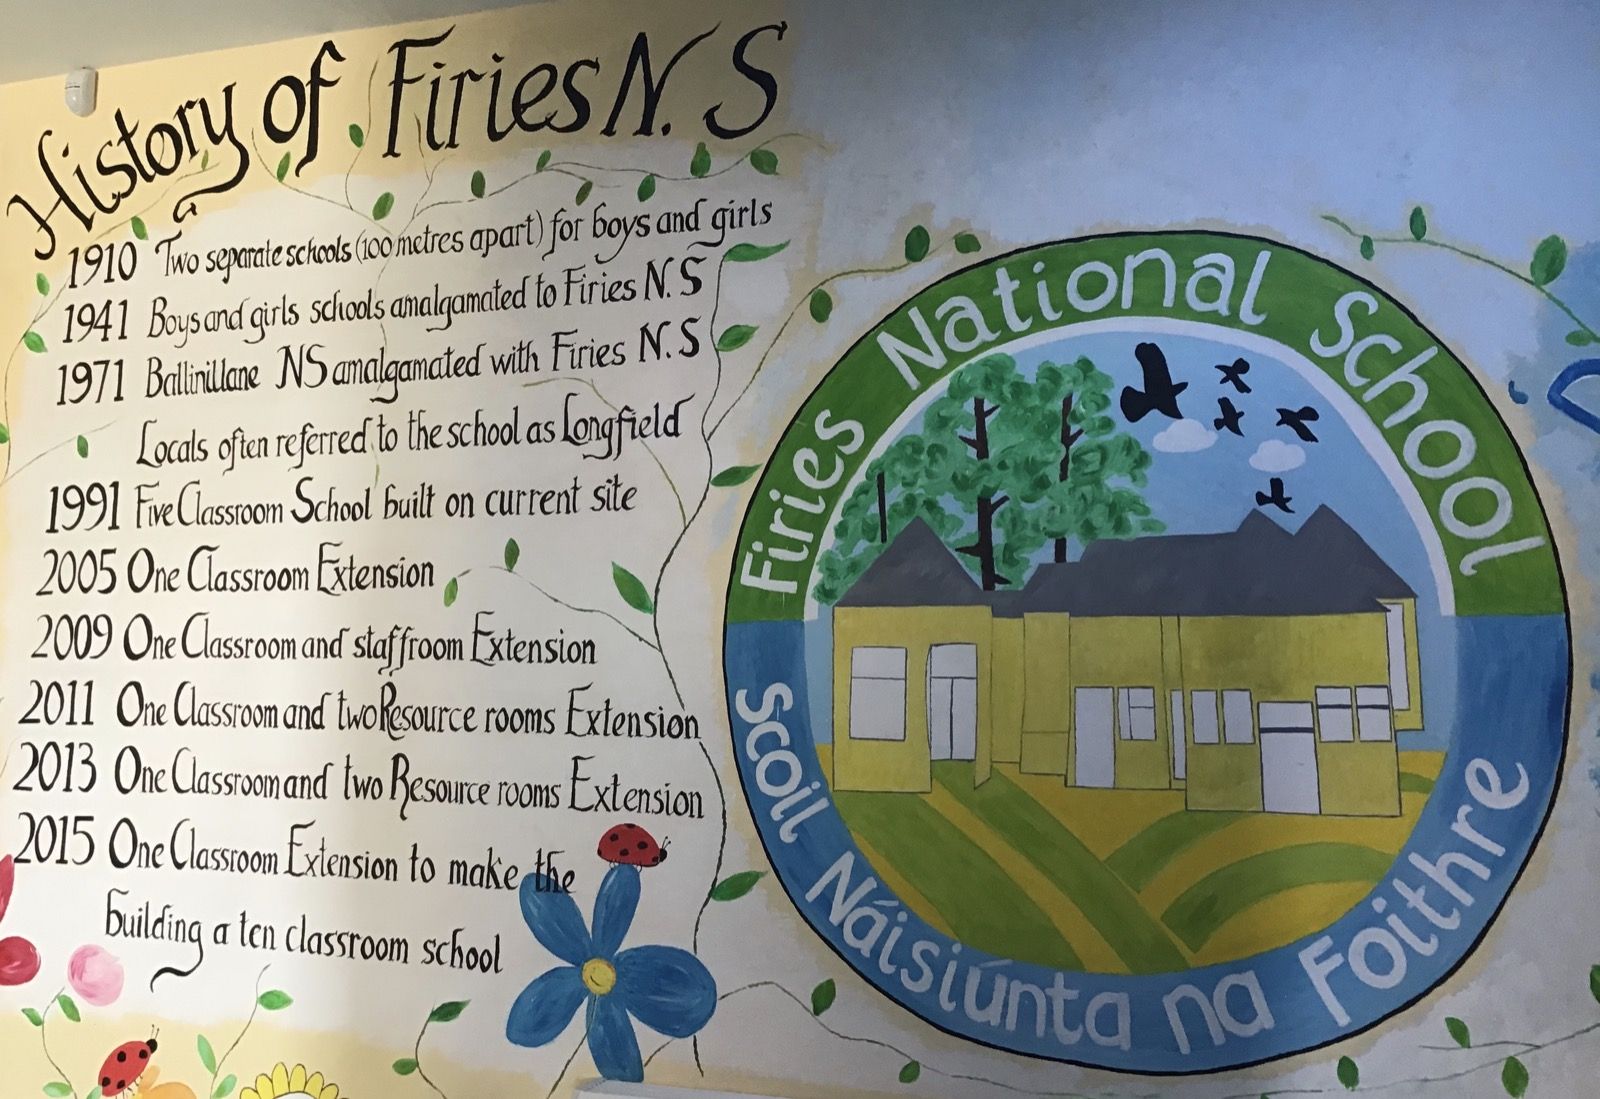 History of Firies N. S
1910 Two separate schools (100 metres apart) for boys and girls
1941 Boys and girls schools amalgamated to Firies N. S
1971 Ballinillane NS amalgamated with Firies N. S
Locals often referred to the school as Longfield
1991 Five Classroom School built on current site
2005 One Classroom Extension
2009 One Classroom and staffroom Extension
2011 One Classroom and two Resource rooms Extension
2013 One Classroom and two Resource rooms Extension
2015 One Classroom Extension to make the
building a ten classroom school
Firies National School
Scoil Náisiúnta na Foithre